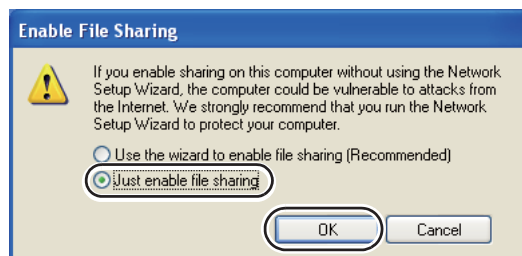 Enable File Sharing
If you enable sharing on this computer without using the Network
Setup Wizard, the computer could be vulnerable to attacks from
the Internet. We strongly recommend that you run the Network
Setup Wizard to protect your computer.
Use the wizard to enable file sharing (Recommended)
Just enable file sharing
OK Cancel